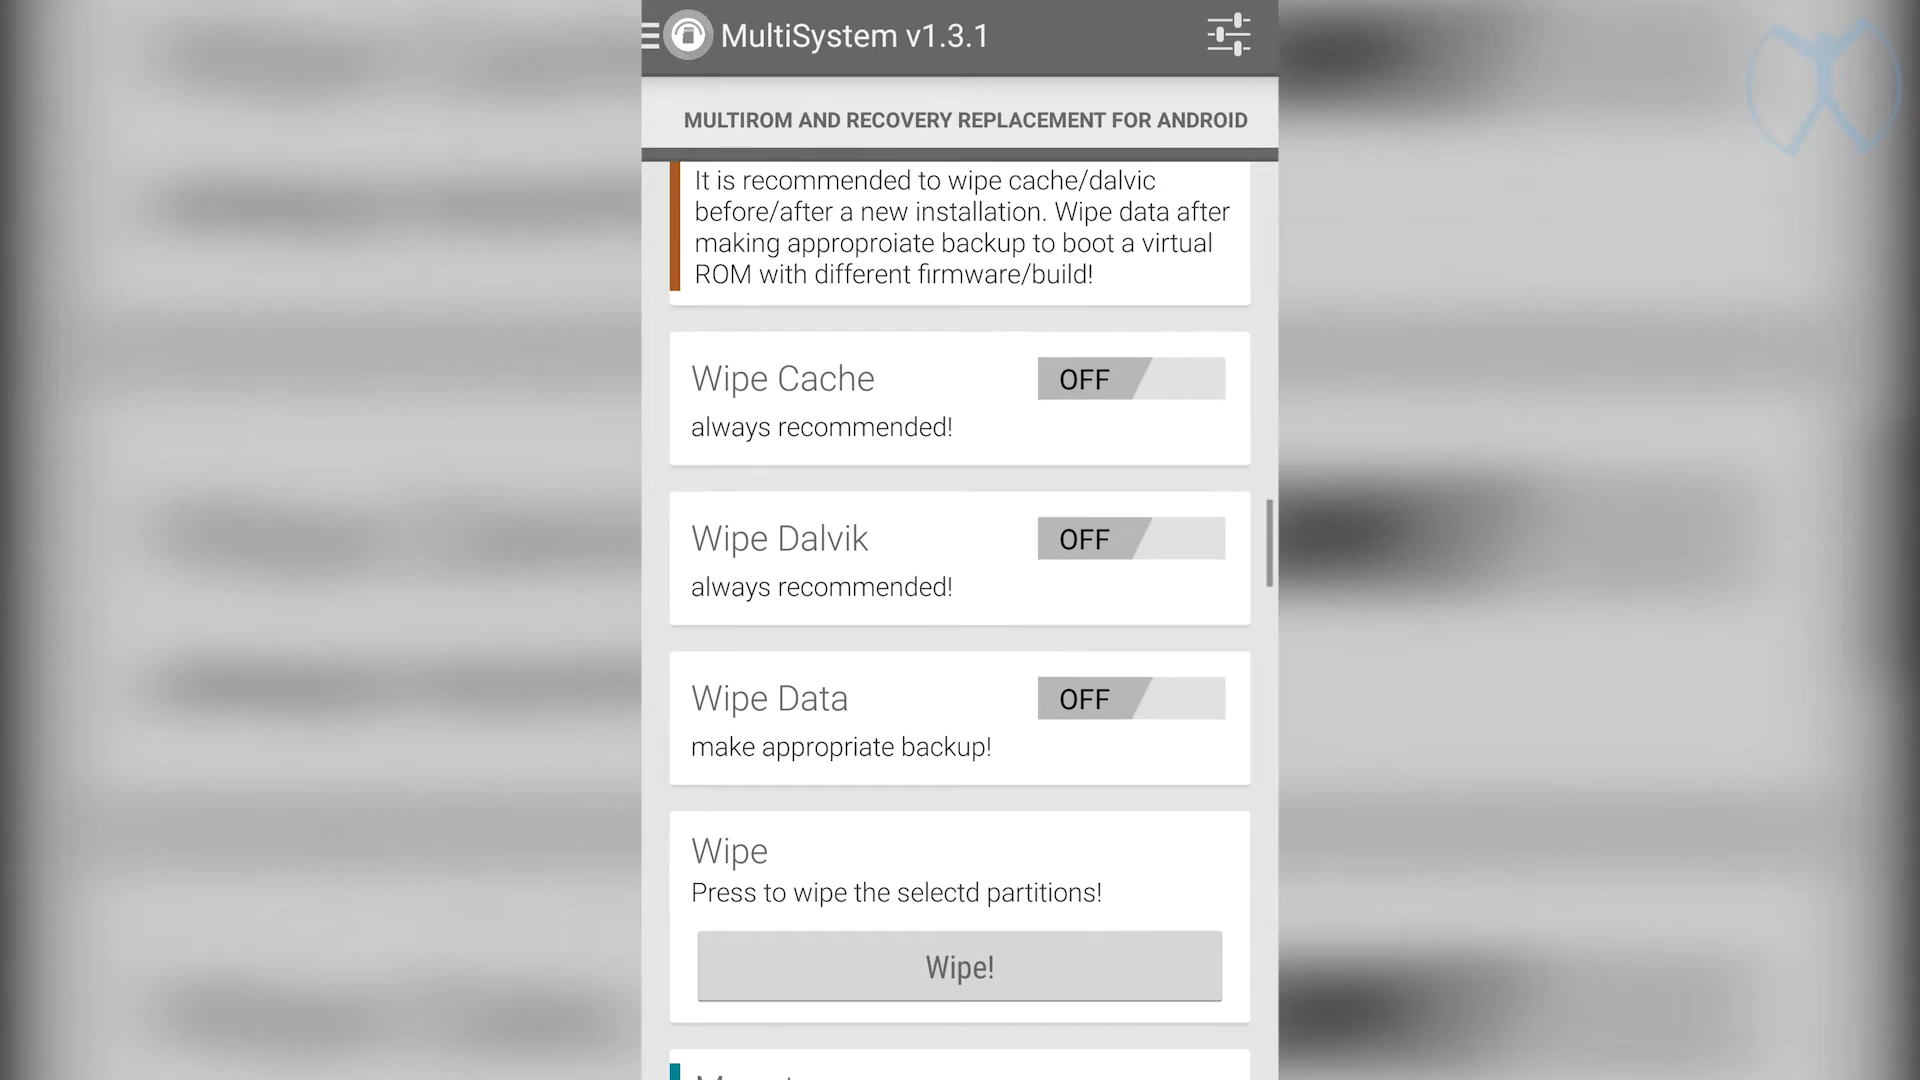 MultiSystem v1.3.1
MULTIROM AND RECOVERY REPLACEMENT FOR ANDROID
It is recommended to wipe cache/dalvic
before/after a new installation. Wipe data after
making approproiate backup to boot a virtual
ROM with different firmware/build!
Wipe Cache
OFF
always recommended!
Wipe Dalvik
OFF
always recommended!
Wipe Data
OFF
make appropriate backup!
Wipe
Press to wipe the selectd partitions!
Wipe!